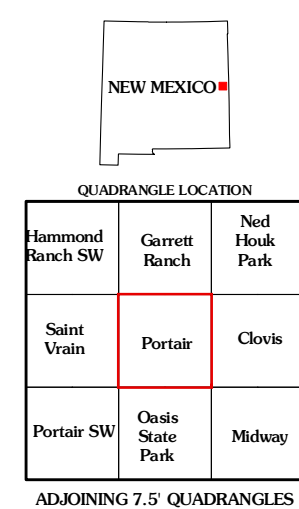 NEW MEXICO
QUADRANGLE LOCATION
Hammond
Ranch SW
Garrett
Ranch
Ned
Houk
Park
Saint
Vrain
Portair
Clovis
Portair SW
Oasis
State
Park
Midway
ADJOINING 7.5' QUADRANGLES